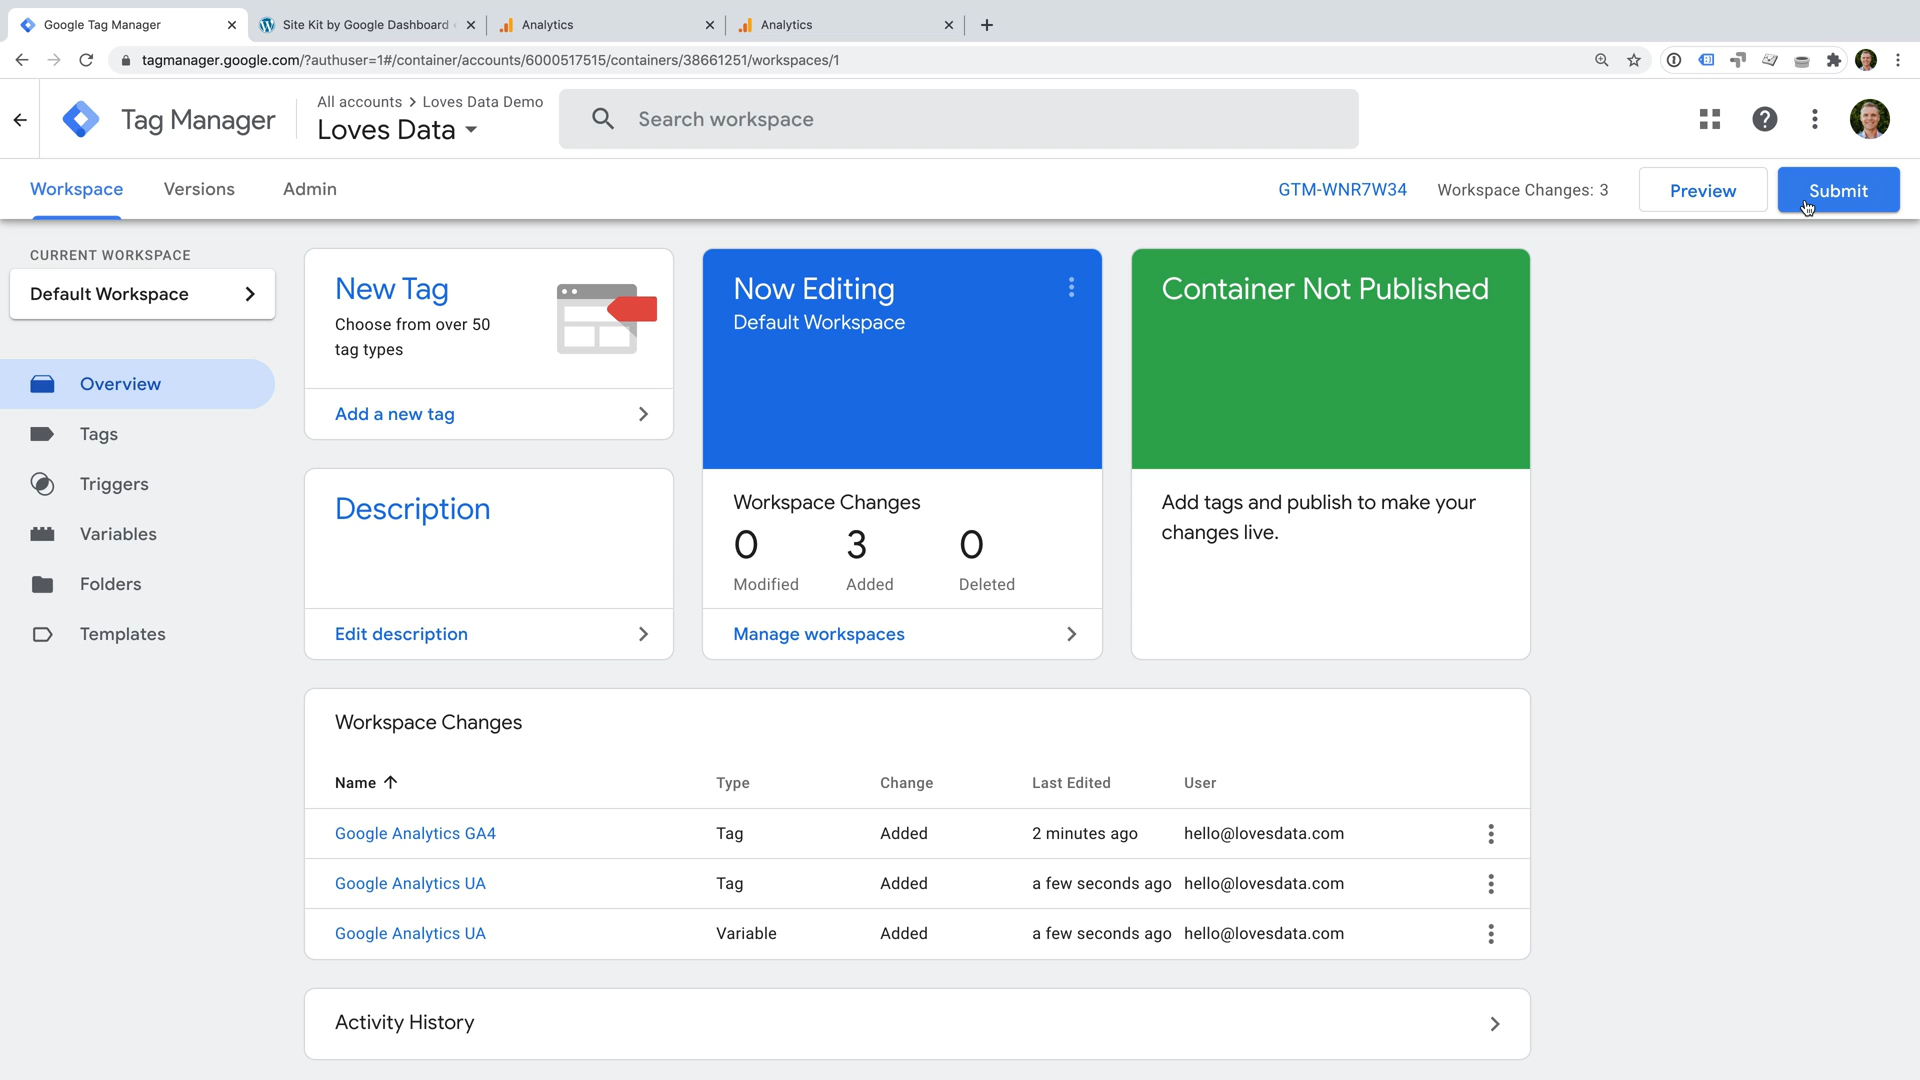 Google Tag Manager
Site Kit by Google Dashboard
Analytics
Analytics
tagmanager.google.com/?authuser=1#/container/accounts/6000517515/containers/38661251/workspaces/1
Tag Manager
All accounts > Loves Data Demo
Loves Data
Search workspace
Workspace
Versions
Admin
GTM-WNR7W34
Workspace Changes: 3
Preview
Submit
CURRENT WORKSPACE
Default Workspace
Overview
Tags
Triggers
Variables
Folders
Templates
New Tag
Choose from over 50
tag types
Add a new tag
Description
Edit description
Now Editing
Default Workspace
Workspace Changes
0 3 0
Modified Added Deleted
Manage workspaces
Container Not Published
Add tags and publish to make your
changes live.
Workspace Changes
Name Type Change Last Edited User
Google Analytics GA4 Tag Added 2 minutes ago hello@lovesdata.com
Google Analytics UA Tag Added a few seconds ago hello@lovesdata.com
Google Analytics UA Variable Added a few seconds ago hello@lovesdata.com
Activity History